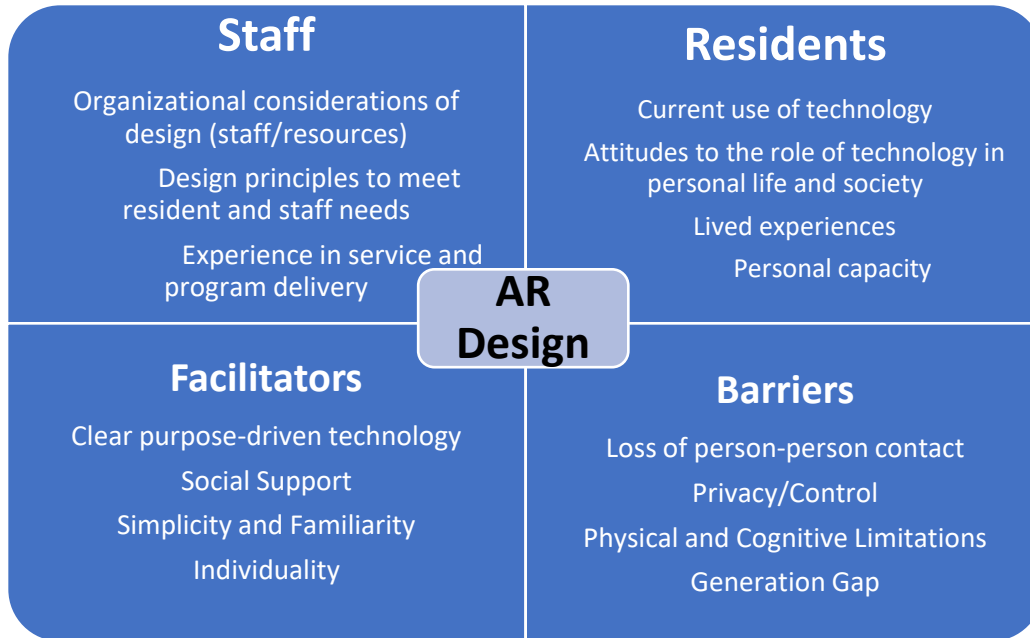 Staff
Organizational considerations of
design (staff/resources)
Design principles to meet
resident and staff needs
Experience in service and
program delivery
Residents
Current use of technology
Attitudes to the role of technology in
personal life and society
Lived experiences
Personal capacity
AR
Design
Facilitators
Clear purpose-driven technology
Social Support
Simplicity and Familiarity
Individuality
Barriers
Loss of person-person contact
Privacy/Control
Physical and Cognitive Limitations
Generation Gap